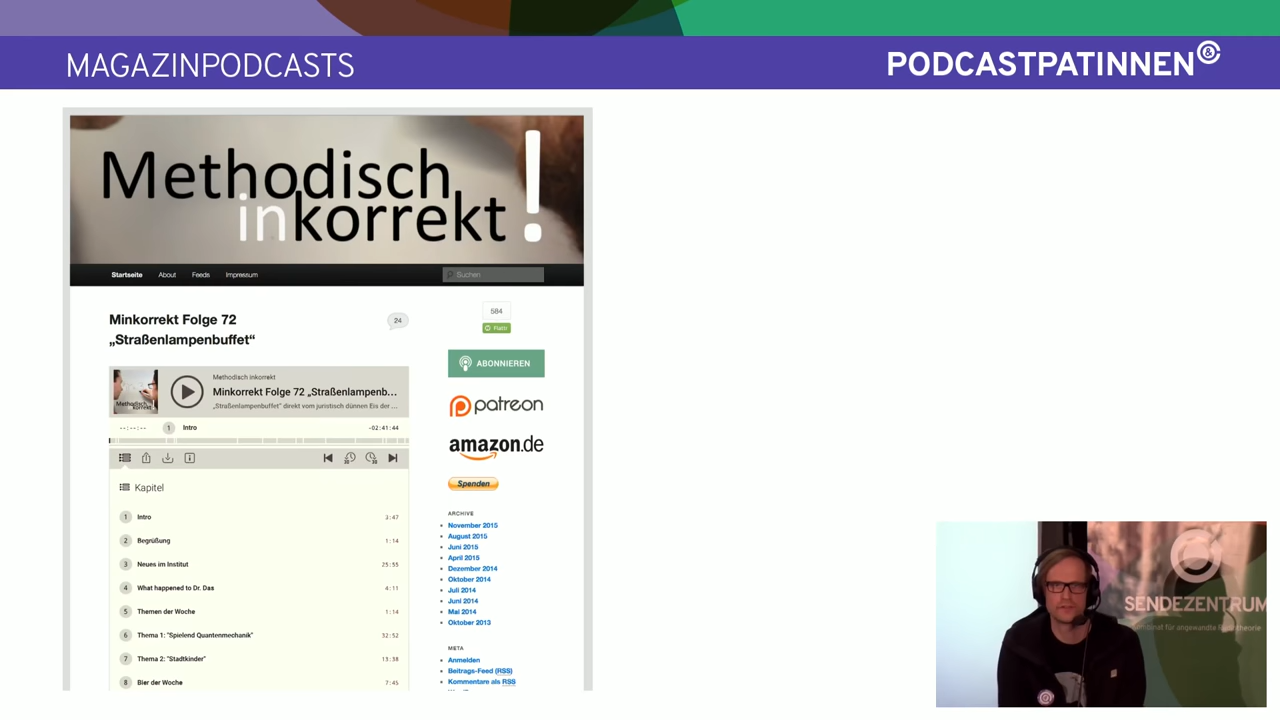 MAGAZINPODCASTS
PODCASTPATINNEN
&
Methodisch
inkorrekt!
Startseite About Feeds Impressum
Suchen
Minkorrekt Folge 72
„Straßenlampenbuffet“
24
Methodisch Inkorrekt
Minkorrekt Folge 72 „Straßenlampenb...
„Straßenlampenbuffet" direkt vom juristisch dünnen Eis der ...
--:--:-- 1 Intro -02:41:44
30 30
Kapitel
1 Intro 3:47
2 Begrüßung 1:14
3 Neues im Institut 25:55
4 What happened to Dr. Das 4:11
5 Themen der Woche 1:14
6 Thema 1: "Spielend Quantenmechanik" 32:52
7 Thema 2: "Stadtkinder" 13:38
8 Bier der Woche 7:45
584
Flattr
ABONNIEREN
patreon
amazon.de
Spenden
ARCHIVE
November 2015
August 2015
Juni 2015
April 2015
Dezember 2014
Oktober 2014
Juli 2014
Juni 2014
Mai 2014
Oktober 2013
META
Anmelden
Beitrags-Feed (RSS)
Kommentare als RSS
SENDEZENTRUM